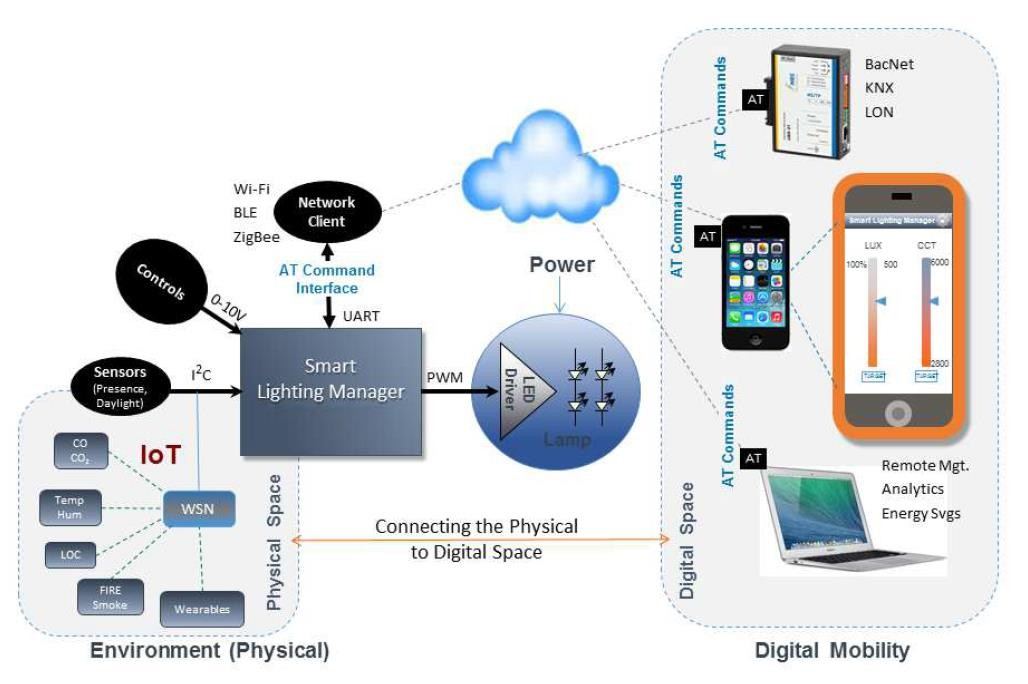 BacNet
KNX
LON
AT Commands
AT
Wi-Fi
BLE
ZigBee
Network
Client
AT Command
Interface
UART
Controls
0-10V
Power
AT Commands
AT
Smart Lighting Manager
LUX
CCT
100%
500
6000
2800
TARGET
TARGET
Sensors
(Presence,
Daylight)
I²C
Smart
Lighting Manager
PWM
LED
Driver
Lamp
AT Commands
AT
Remote Mgt.
Analytics
Energy Svgs
IoT
CO
CO₂
Temp
Hum
LOC
FIRE
Smoke
Wearables
WSN
Physical Space
Connecting the Physical
to Digital Space
Digital Space
Environment (Physical)
Digital Mobility